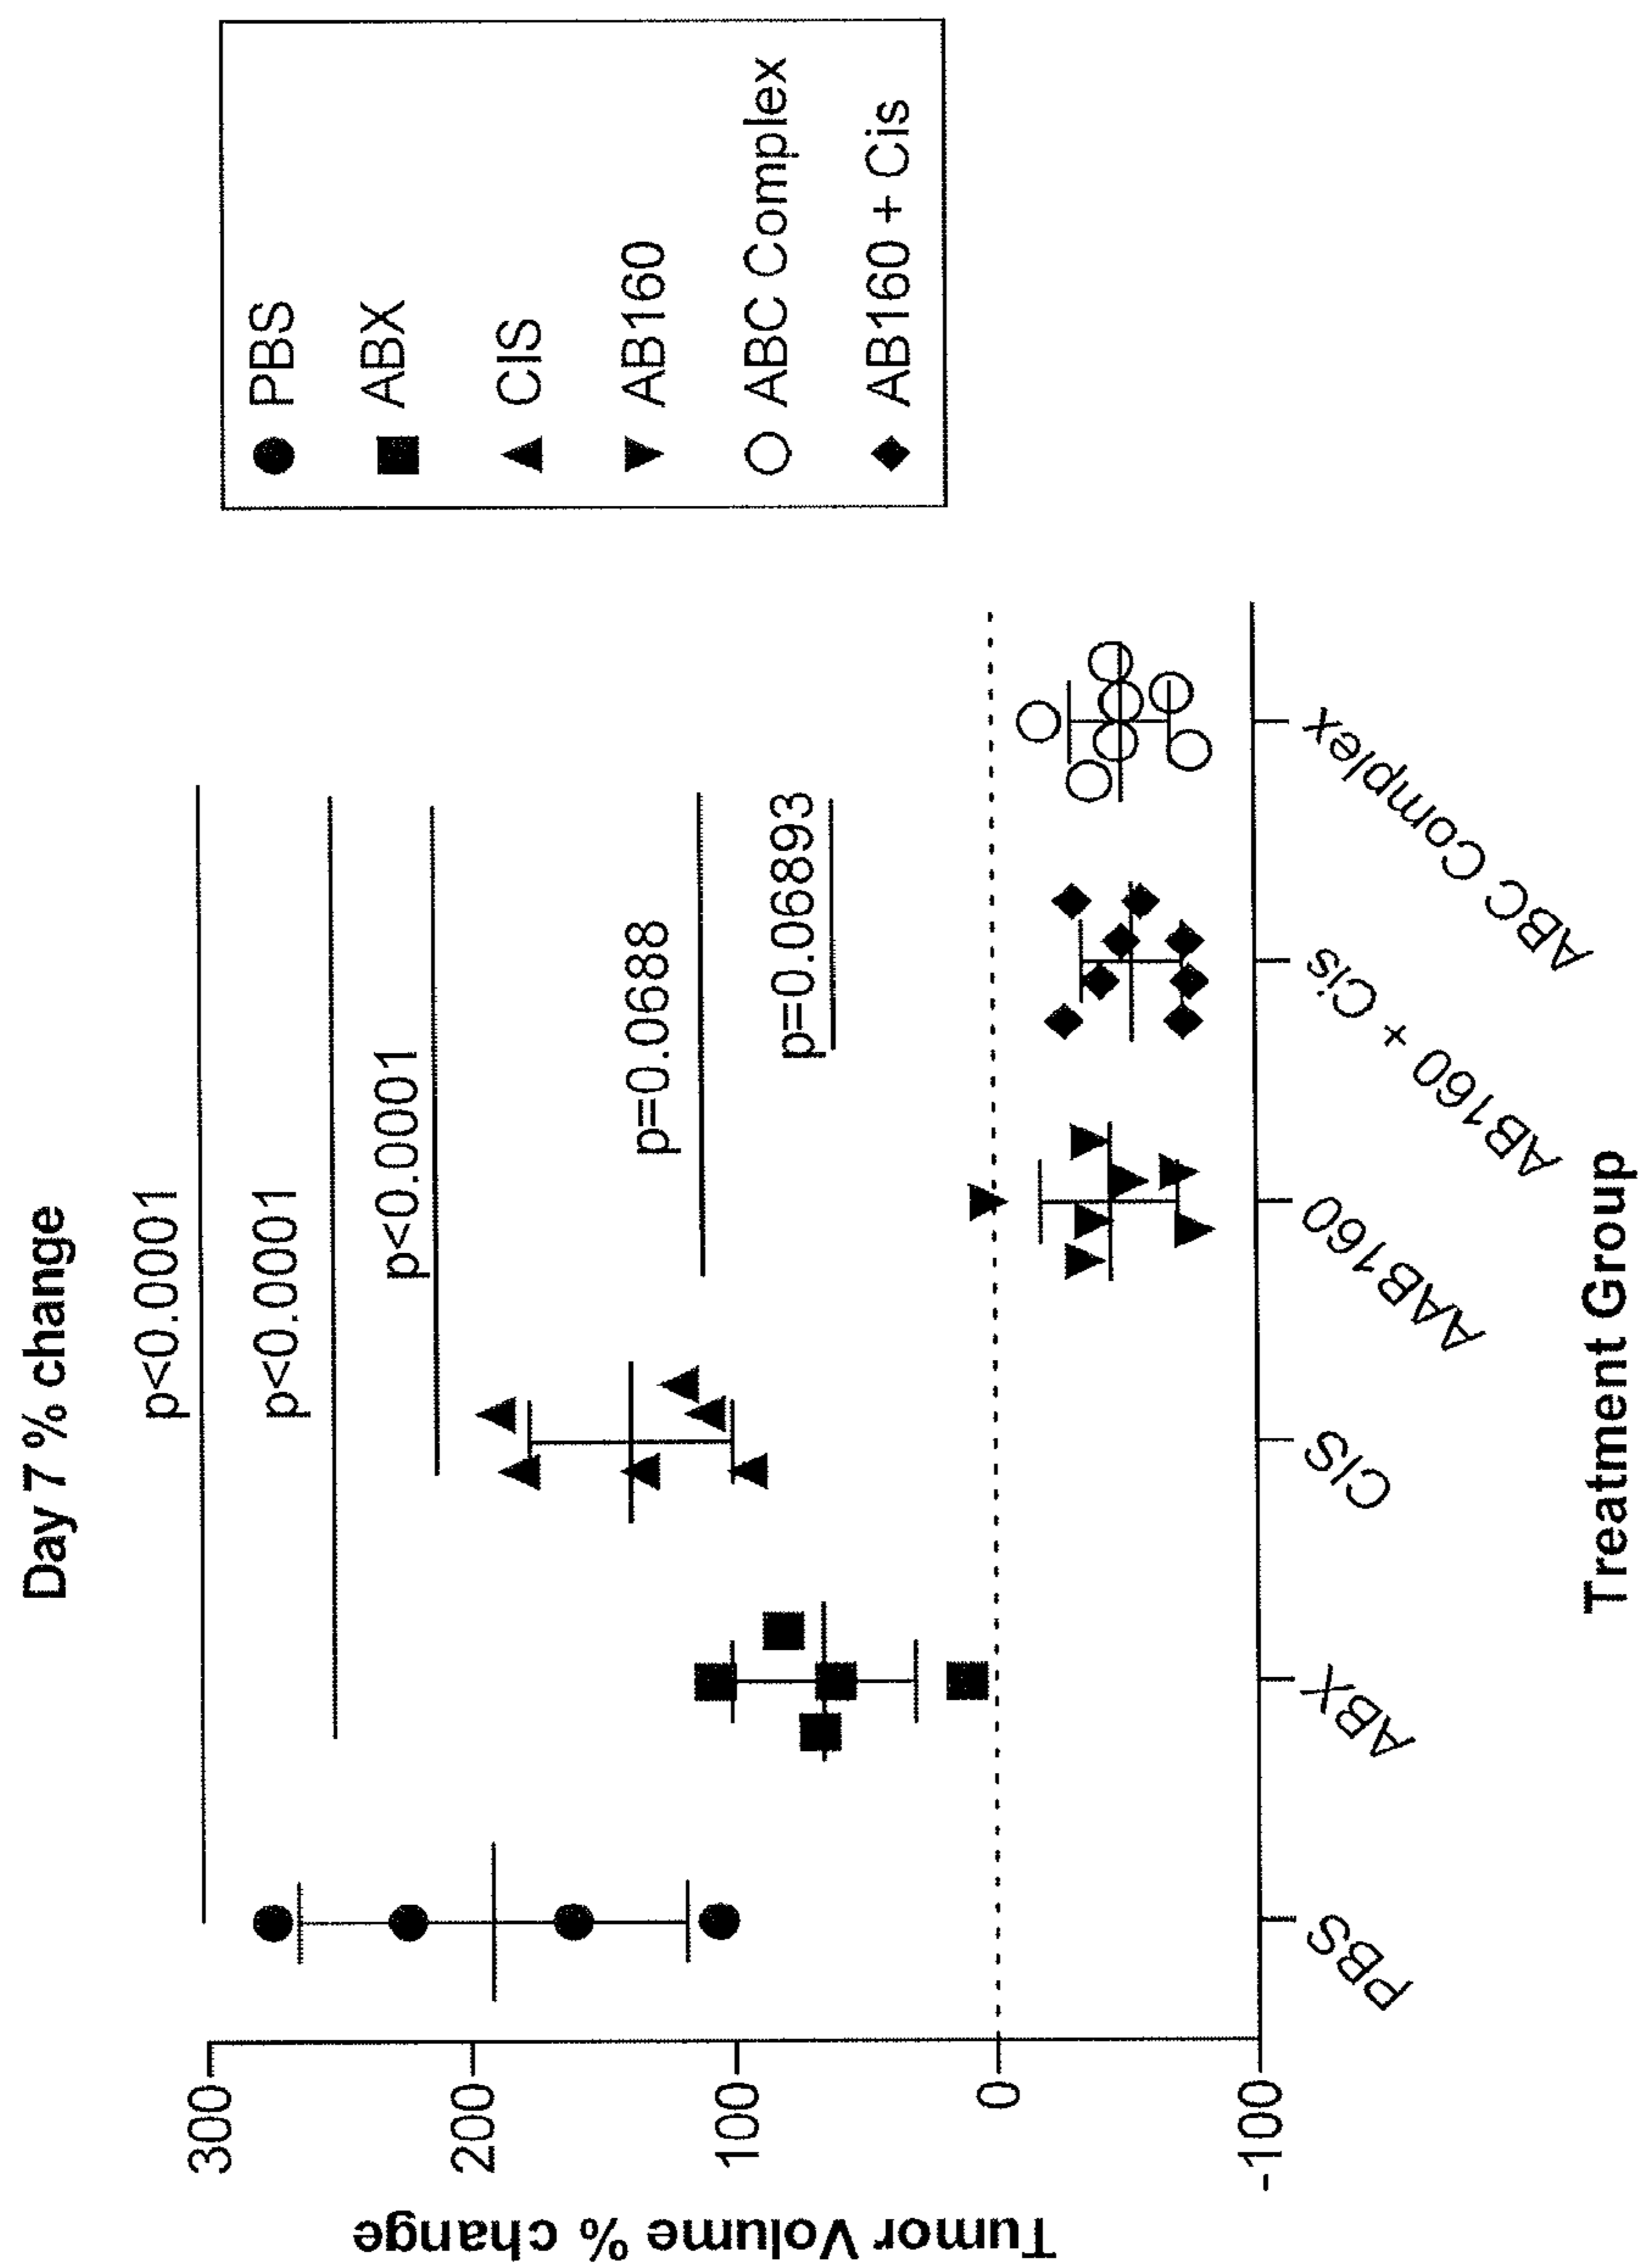 Day 7 % change
p<0.0001
p<0.0001
p<0.0001
p=0.0688
p=0.06893
Tumor Volume % change
300
200
100
0
-100
PBS
ABX
CIS
AAB160
AB160 + Cis
ABC Complex
Treatment Group
PBS
ABX
CIS
AB160
ABC Complex
AB160 + Cis